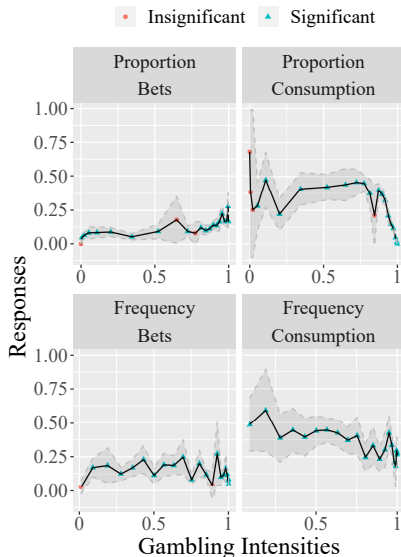 Insignificant Significant
Proportion Proportion
Bets Consumption
1.00
0.75
0.50
0.25
0.00
0 0.5 1 0 0.5 1
Frequency Frequency
Bets Consumption
1.00
0.75
0.50
0.25
0.00
0 0.5 1 0.5 1
Responses
Gambling Intensities